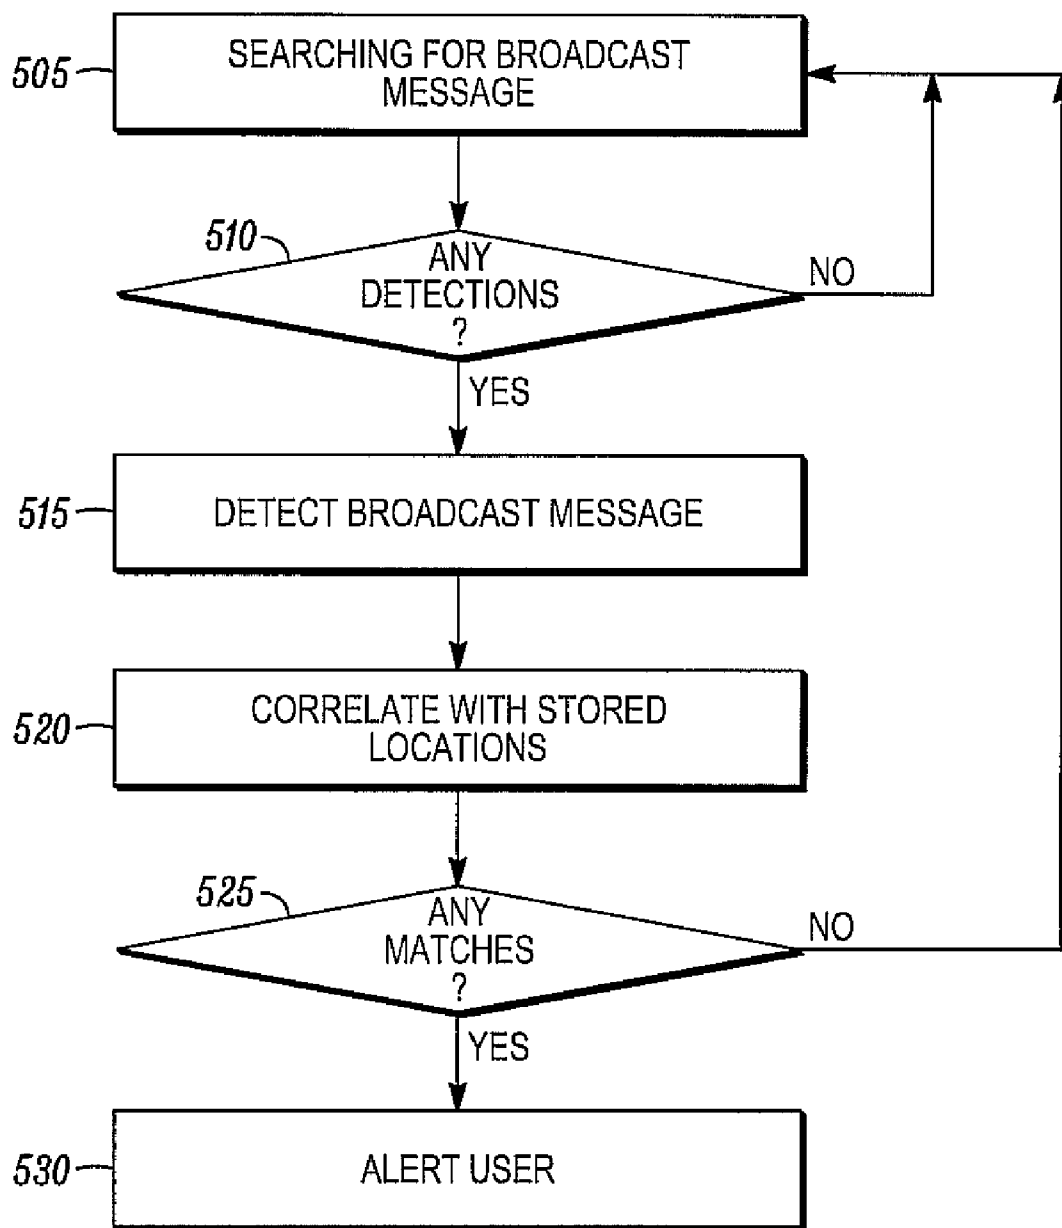 505
SEARCHING FOR BROADCAST
MESSAGE
510
ANY
DETECTIONS
?
NO
YES
515
DETECT BROADCAST MESSAGE
520
CORRELATE WITH STORED
LOCATIONS
525
ANY
MATCHES
?
NO
YES
530
ALERT USER